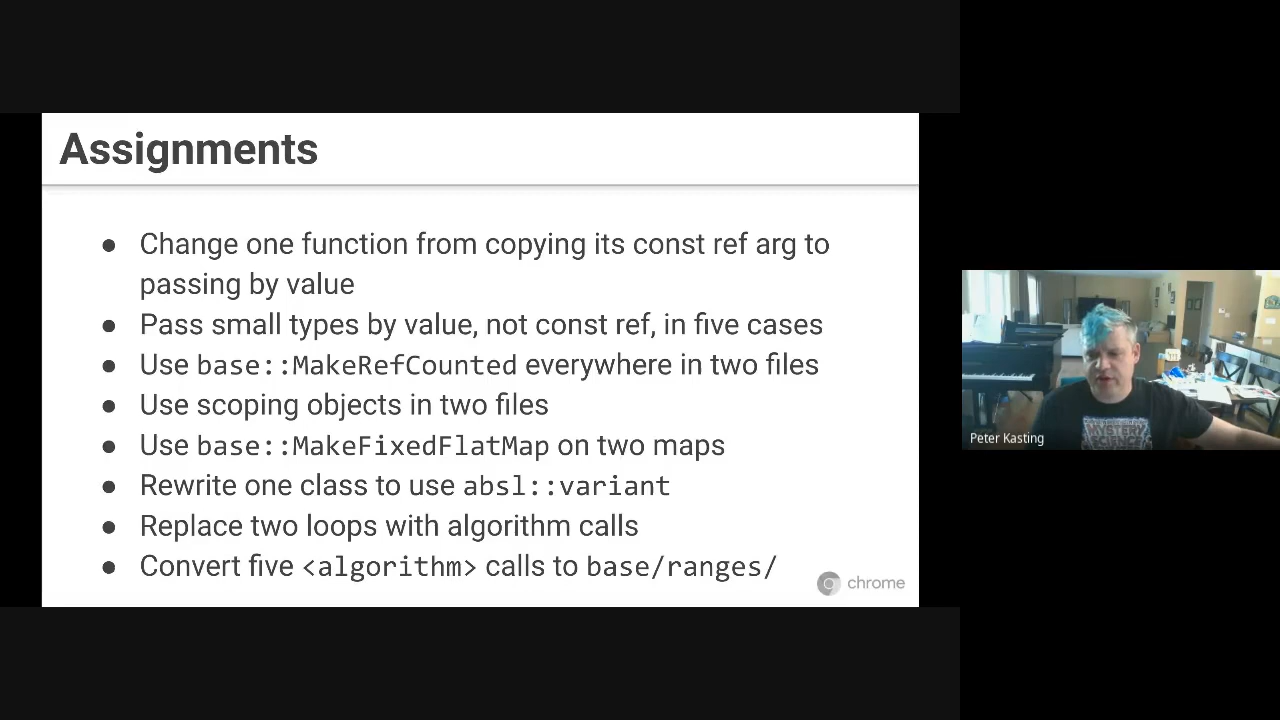 Assignments
● Change one function from copying its const ref arg to
passing by value
● Pass small types by value, not const ref, in five cases
● Use base::MakeRefCounted everywhere in two files
● Use scoping objects in two files
● Use base::MakeFixedFlatMap on two maps
● Rewrite one class to use absl::variant
● Replace two loops with algorithm calls
● Convert five <algorithm> calls to base/ranges/
chrome
Peter Kasting
MYSTERY
SCIENCE